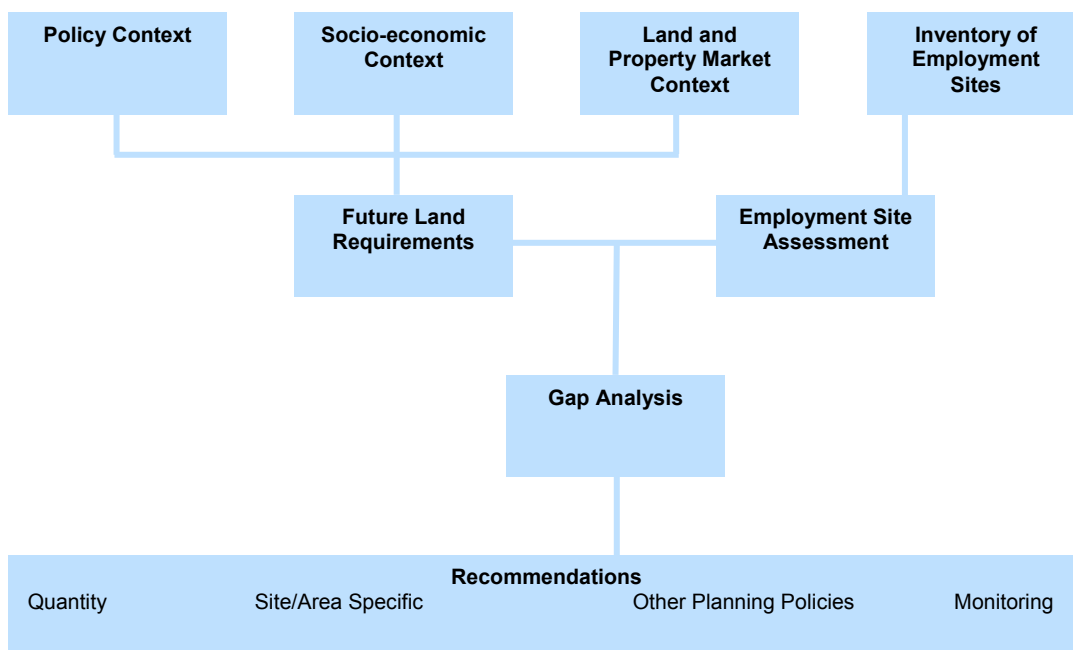 Policy Context
Socio-economic
Context
Land and
Property Market
Context
Inventory of
Employment
Sites
Future Land
Requirements
Employment Site
Assessment
Gap Analysis
Recommendations
Quantity
Site/Area Specific
Other Planning Policies
Monitoring